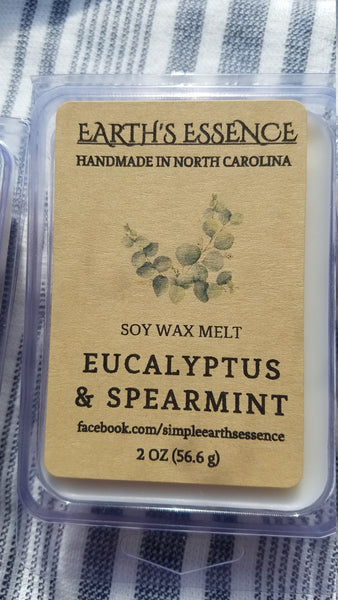 EARTH'S ESSENCE
HANDMADE IN NORTH CAROLINA
SOY WAX MELT
EUCALYPTUS
& SPEARMINT
facebook.com/simpleearthsessence
2 OZ (56.6 g)